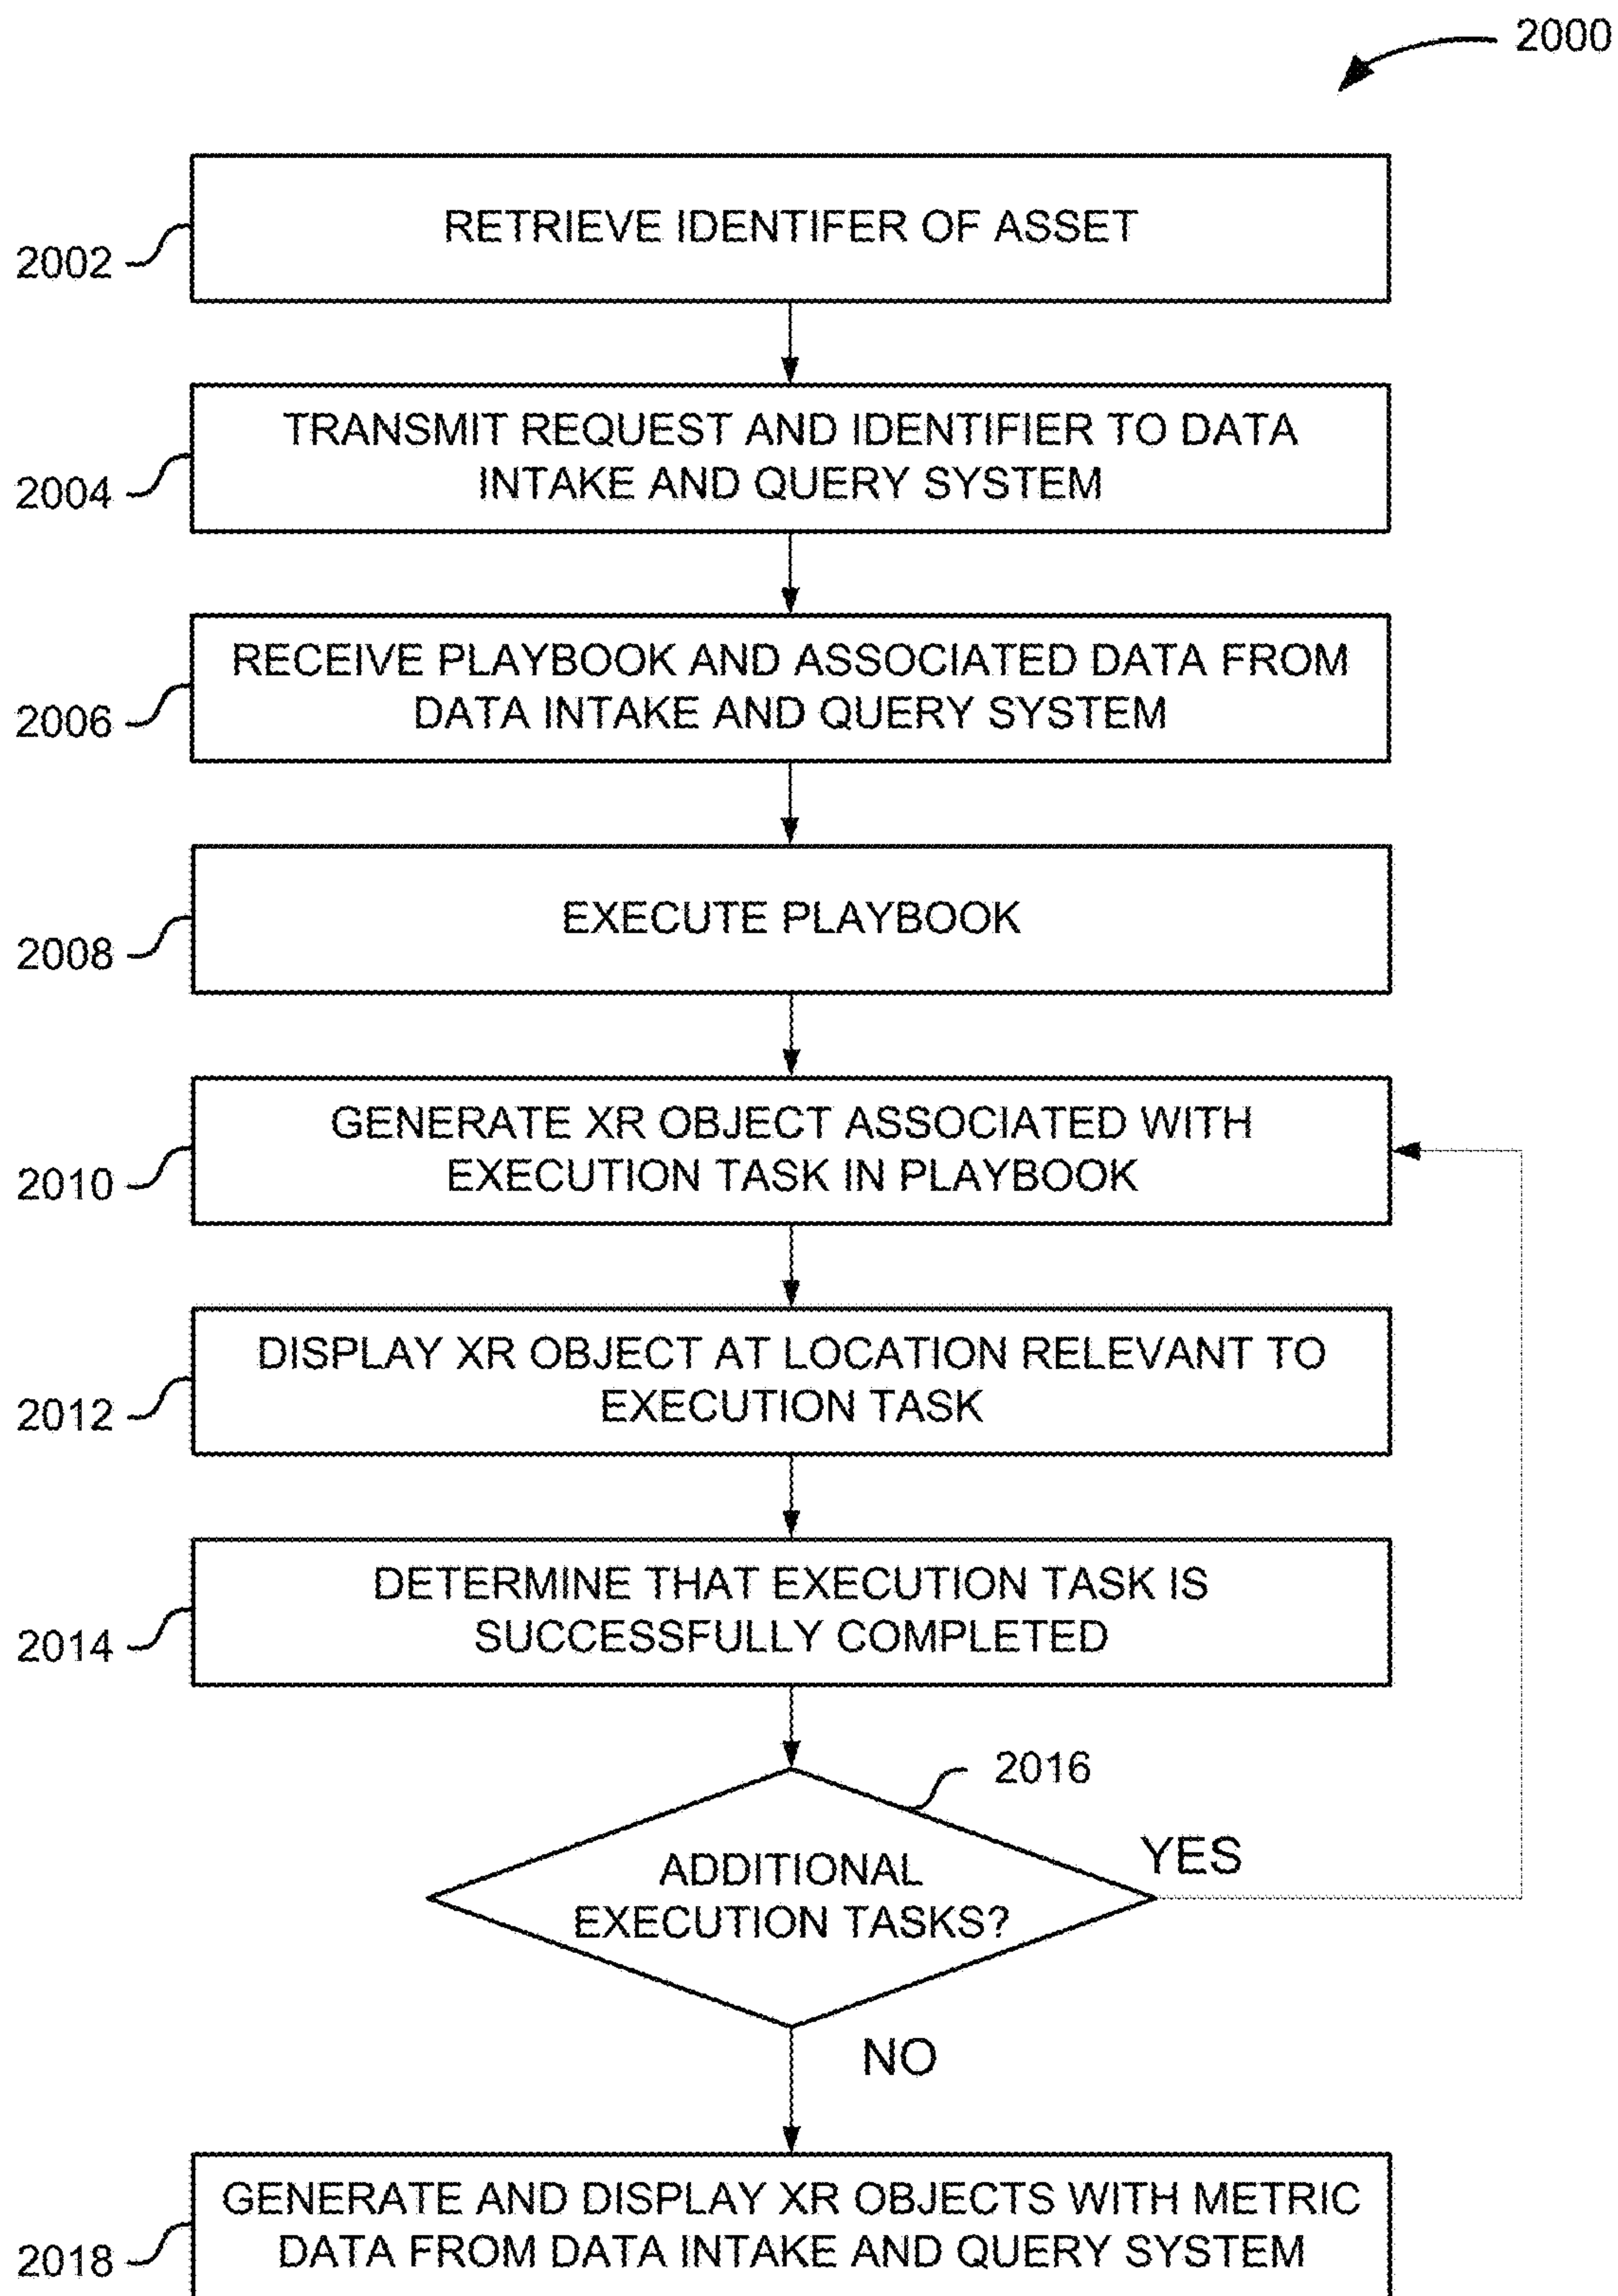 2000
RETRIEVE IDENTIFER OF ASSET
2002
TRANSMIT REQUEST AND IDENTIFIER TO DATA
INTAKE AND QUERY SYSTEM
2004
RECEIVE PLAYBOOK AND ASSOCIATED DATA FROM
DATA INTAKE AND QUERY SYSTEM
2006
EXECUTE PLAYBOOK
2008
GENERATE XR OBJECT ASSOCIATED WITH
EXECUTION TASK IN PLAYBOOK
2010
DISPLAY XR OBJECT AT LOCATION RELEVANT TO
EXECUTION TASK
2012
DETERMINE THAT EXECUTION TASK IS
SUCCESSFULLY COMPLETED
2014
2016
ADDITIONAL
EXECUTION TASKS?
YES
NO
GENERATE AND DISPLAY XR OBJECTS WITH METRIC
DATA FROM DATA INTAKE AND QUERY SYSTEM
2018